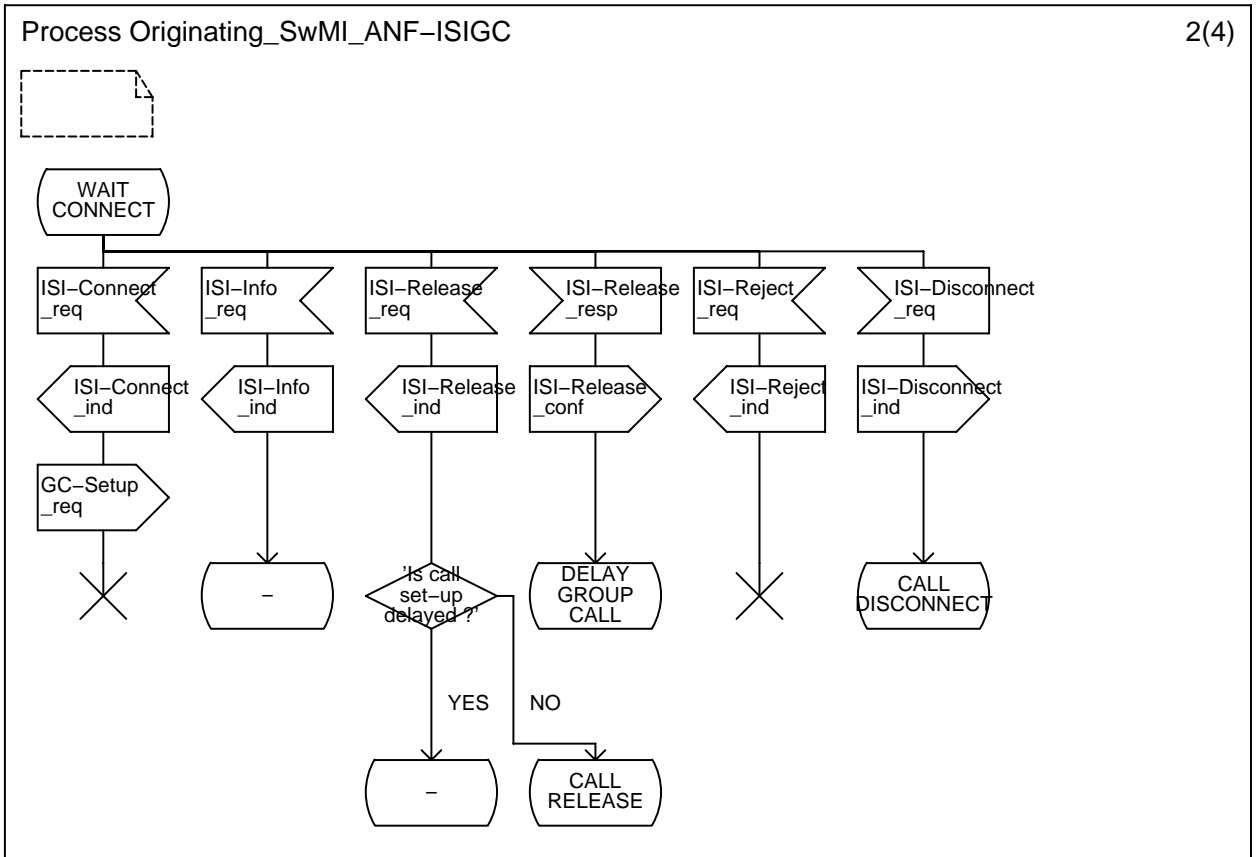 Process Originating_SwMI_ANF−ISIGC
2(4)
WAIT
CONNECT
ISI−Connect
_req
ISI−Info
_req
ISI−Release
_req
ISI−Release
_resp
ISI−Reject
_req
ISI−Disconnect
_req
ISI−Connect
_ind
ISI−Info
_ind
ISI−Release
_ind
ISI−Release
_conf
ISI−Reject
_ind
ISI−Disconnect
_ind
GC−Setup
_req
−
'Is call
set−up
delayed ?'
DELAY
GROUP
CALL
CALL
DISCONNECT
YES
NO
−
CALL
RELEASE